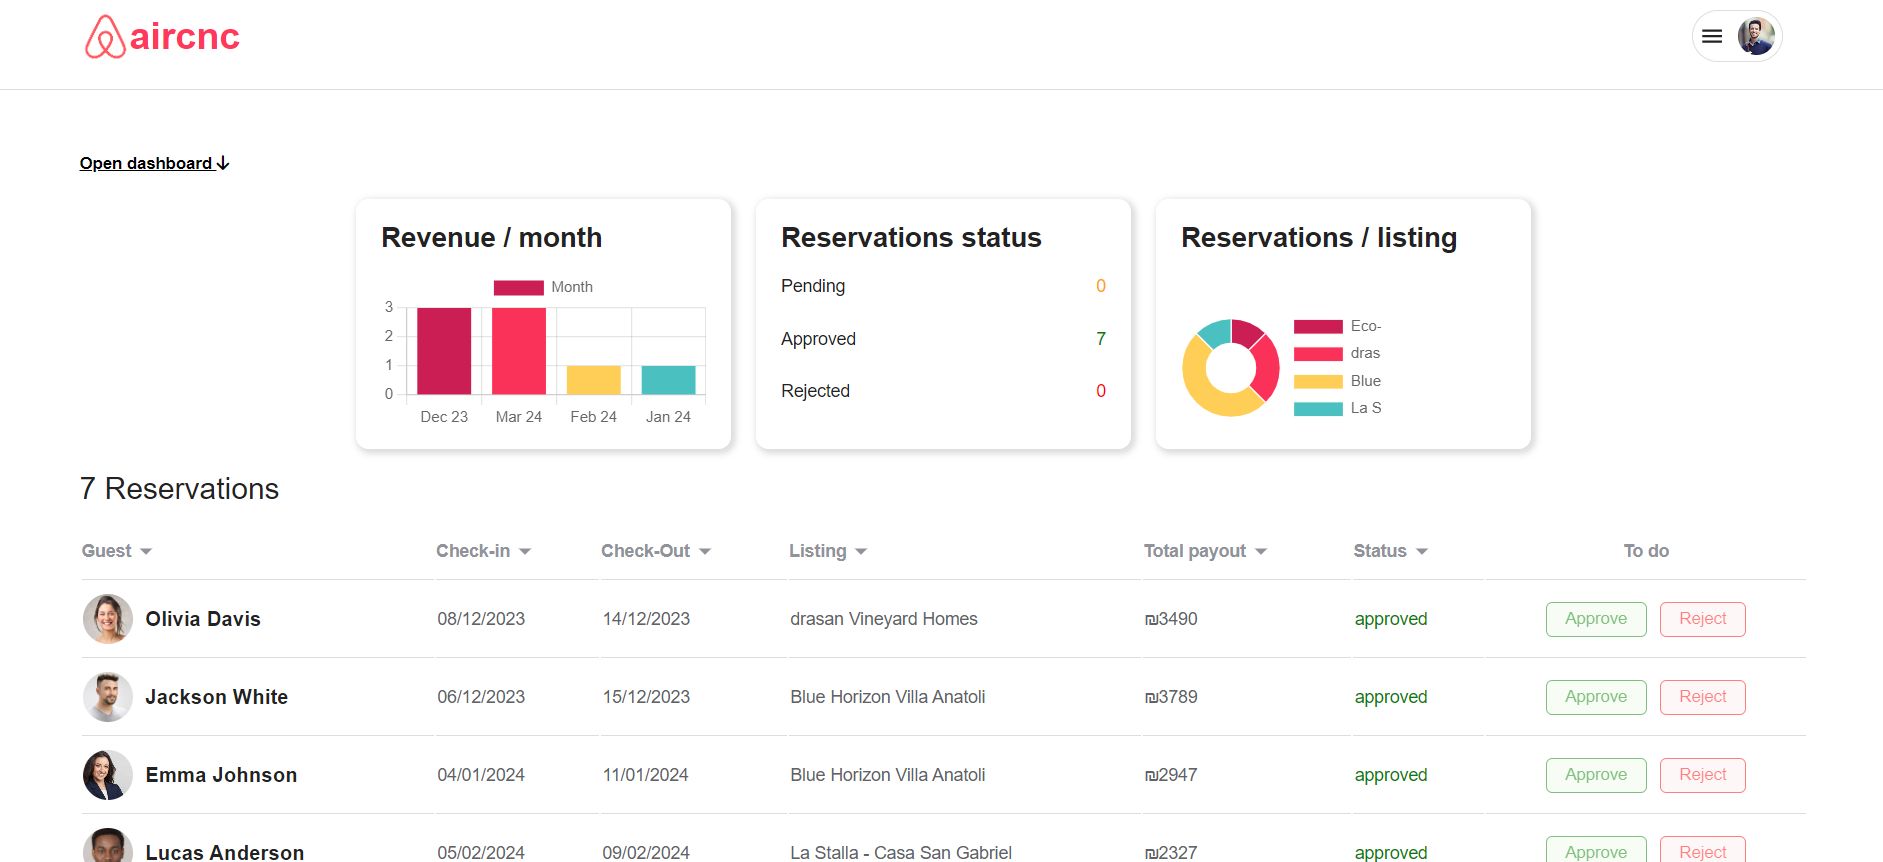 aircnc
Open dashboard
Revenue / month
Month
3
2
1
0
Dec 23 Mar 24 Feb 24 Jan 24
Reservations status
Pending 0
Approved 7
Rejected 0
Reservations / listing
Eco-
dras
Blue
La S
7 Reservations
Guest Check-in Check-Out Listing Total payout Status To do
Olivia Davis 08/12/2023 14/12/2023 drasan Vineyard Homes ₪3490 approved Approve Reject
Jackson White 06/12/2023 15/12/2023 Blue Horizon Villa Anatoli ₪3789 approved Approve Reject
Emma Johnson 04/01/2024 11/01/2024 Blue Horizon Villa Anatoli ₪2947 approved Approve Reject
Lucas Anderson 05/02/2024 09/02/2024 La Stalla - Casa San Gabriel ₪2327 approved Approve Reject